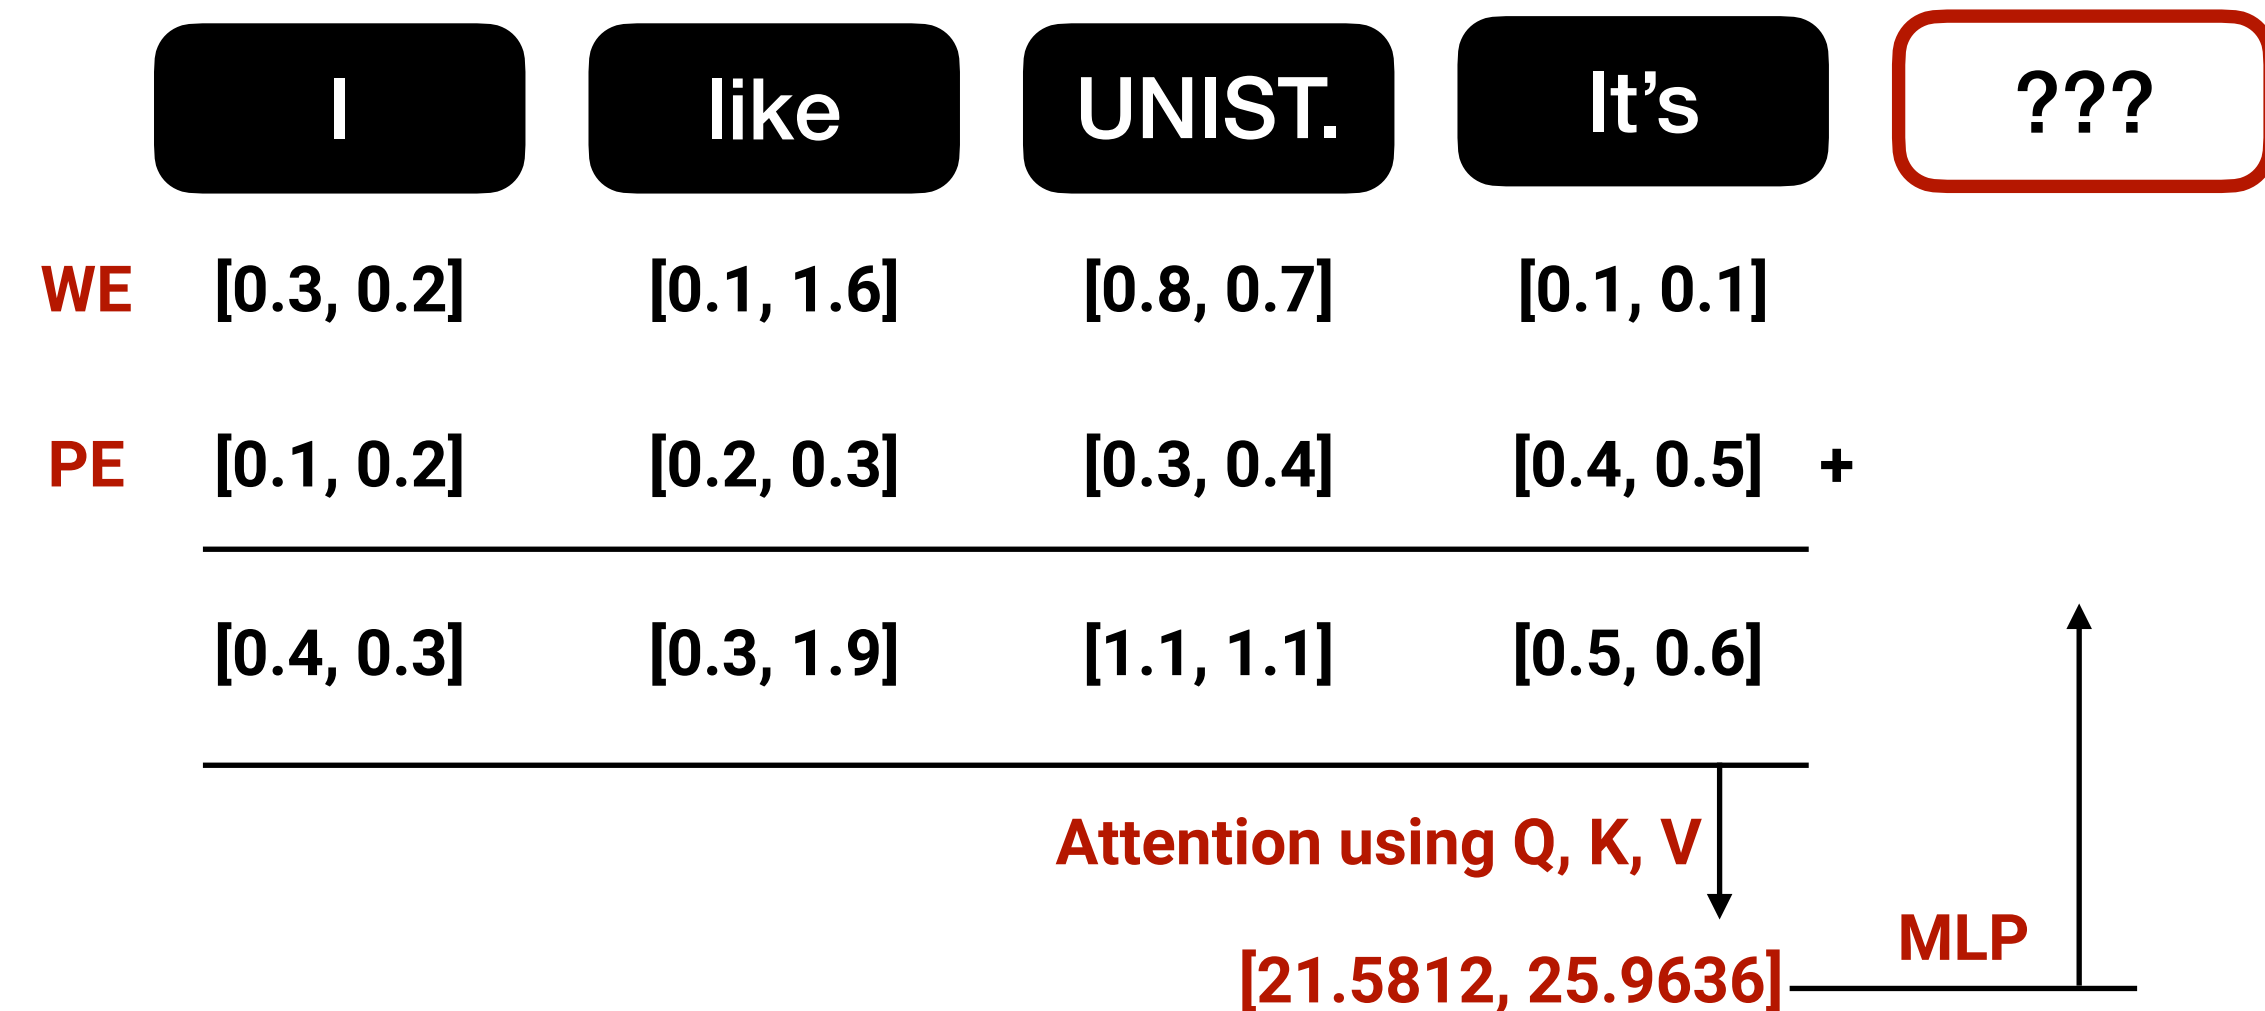 I like UNIST. It’s ???
WE [0.3, 0.2] [0.1, 1.6] [0.8, 0.7] [0.1, 0.1]
PE [0.1, 0.2] [0.2, 0.3] [0.3, 0.4] [0.4, 0.5] +
[0.4, 0.3] [0.3, 1.9] [1.1, 1.1] [0.5, 0.6]
Attention using Q, K, V
MLP
[21.5812, 25.9636]